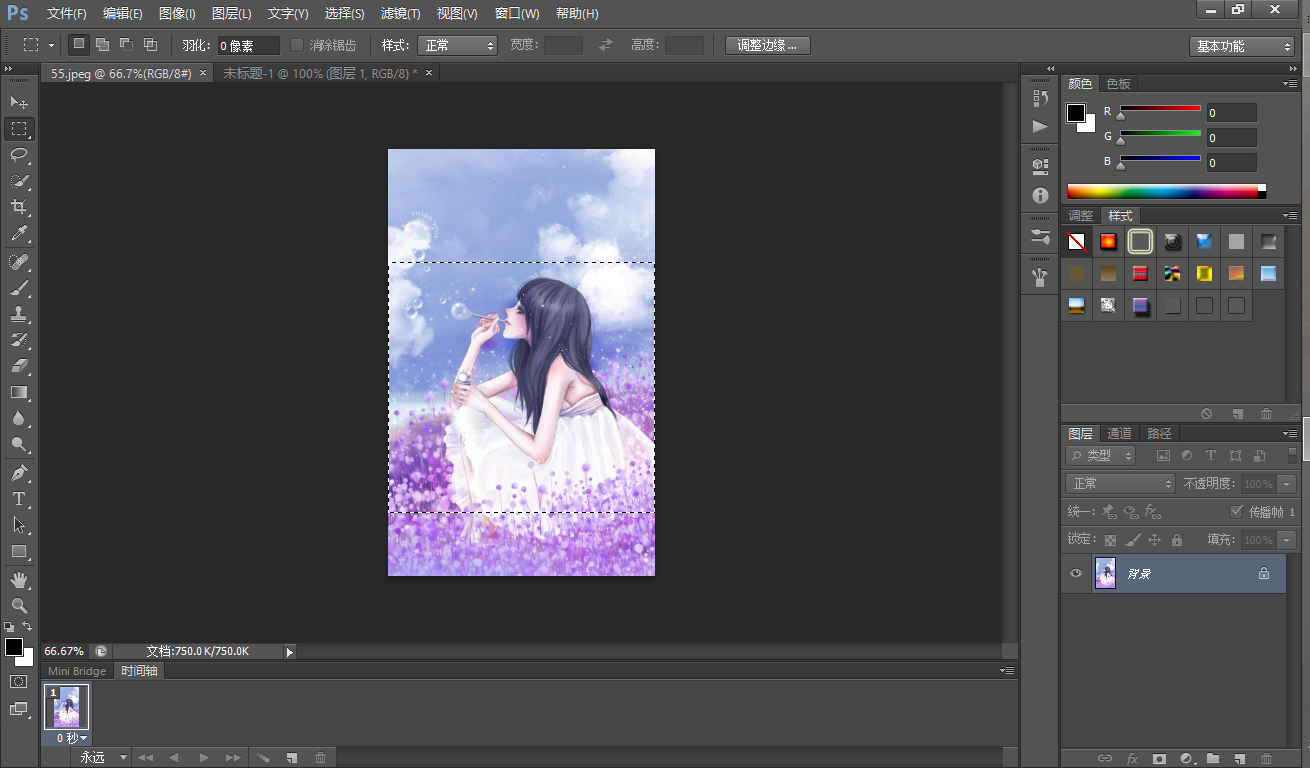 Ps 文件(F) 编辑(E) 图像(I) 图层(L) 文字(Y) 选择(S) 滤镜(T) 视图(V) 窗口(W) 帮助(H)
羽化: 0 像素 消除锯齿 样式: 正常 宽度: 高度: 调整边缘... 基本功能
55.jpeg @ 66.7%(RGB/8#) × 未标题-1 @ 100% (图层 1, RGB/8) * ×
颜色 色板
R 0
G 0
B 0
调整 样式
miss you
图层 通道 路径
类型
正常 不透明度: 100%
统一: 传播帧 1
锁定: 填充: 100%
背景
66.67% 文档:750.0K/750.0K
Mini Bridge 时间轴
1
0 秒
永远
fx